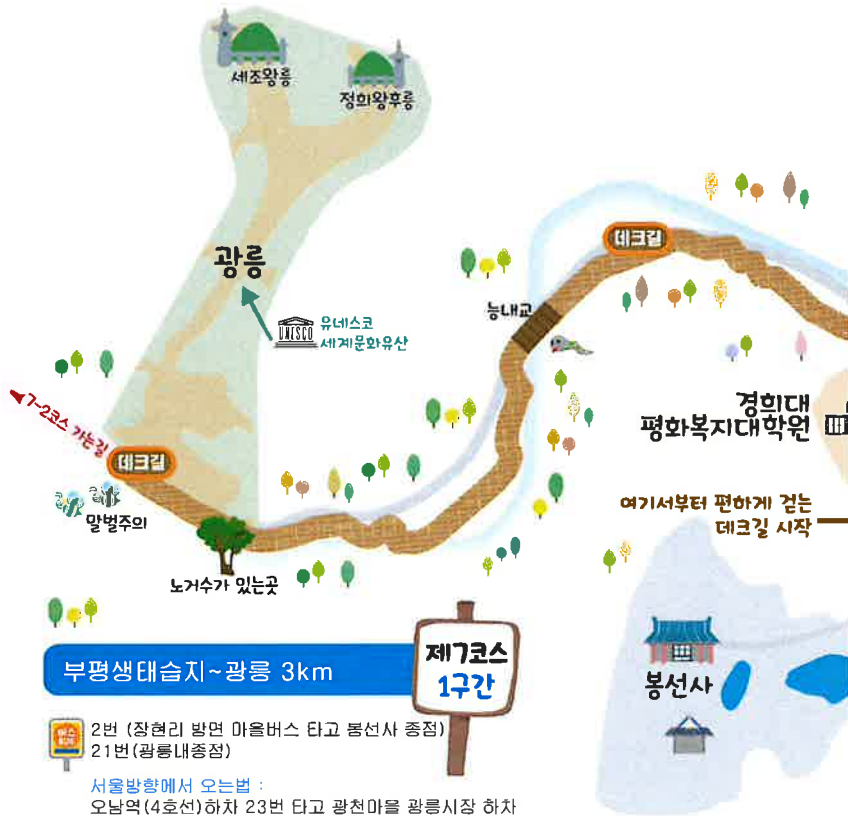 세조왕릉
정희왕후릉
데크길
광릉
능내교
UNESCO
유네스코
세계문화유산
경희대
평화복지대학원
7-2코스 가는길
데크길
말벌주의
여기서부터 편하게 걷는
데크길 시작
노거수가 있는곳
봉선사
제7코스
1구간
부평생태습지~광릉 3km
버스
2번 (장현리 방면 마을버스 타고 봉선사 종점)
21번(광릉내종점)
서울방향에서 오는법 :
오남역(4호선)하차 23번 타고 광천마을 광릉시장 하차